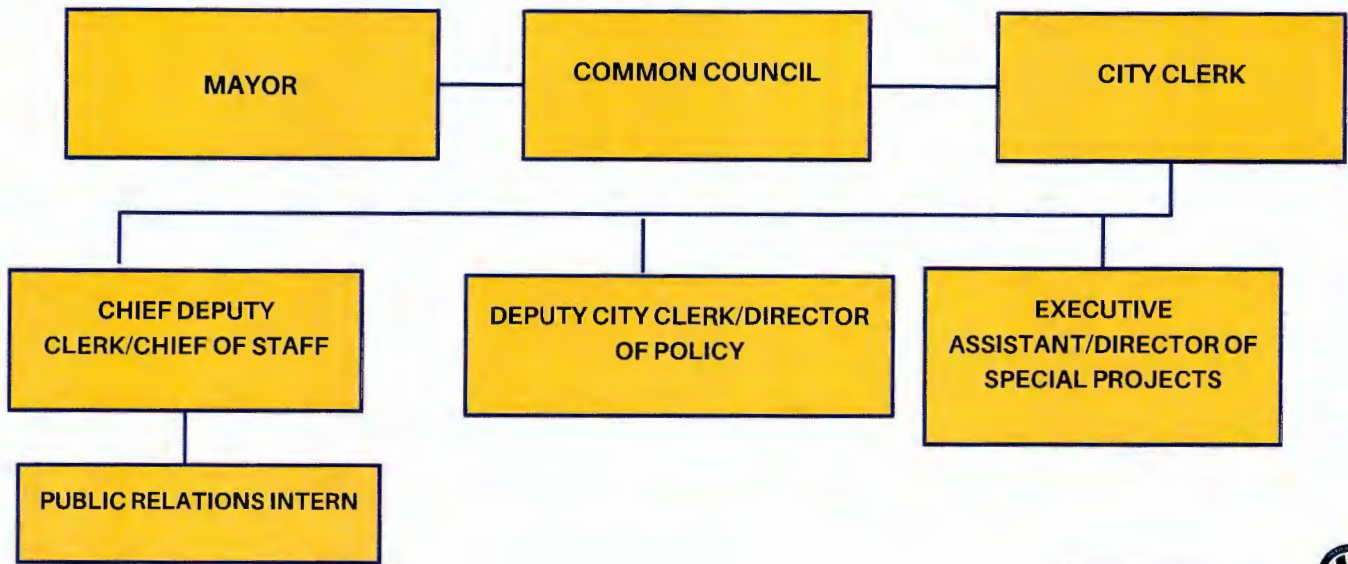 MAYOR
COMMON COUNCIL
CITY CLERK
CHIEF DEPUTY
CLERK/CHIEF OF STAFF
DEPUTY CITY CLERK/DIRECTOR
OF POLICY
EXECUTIVE
ASSISTANT/DIRECTOR OF
SPECIAL PROJECTS
PUBLIC RELATIONS INTERN